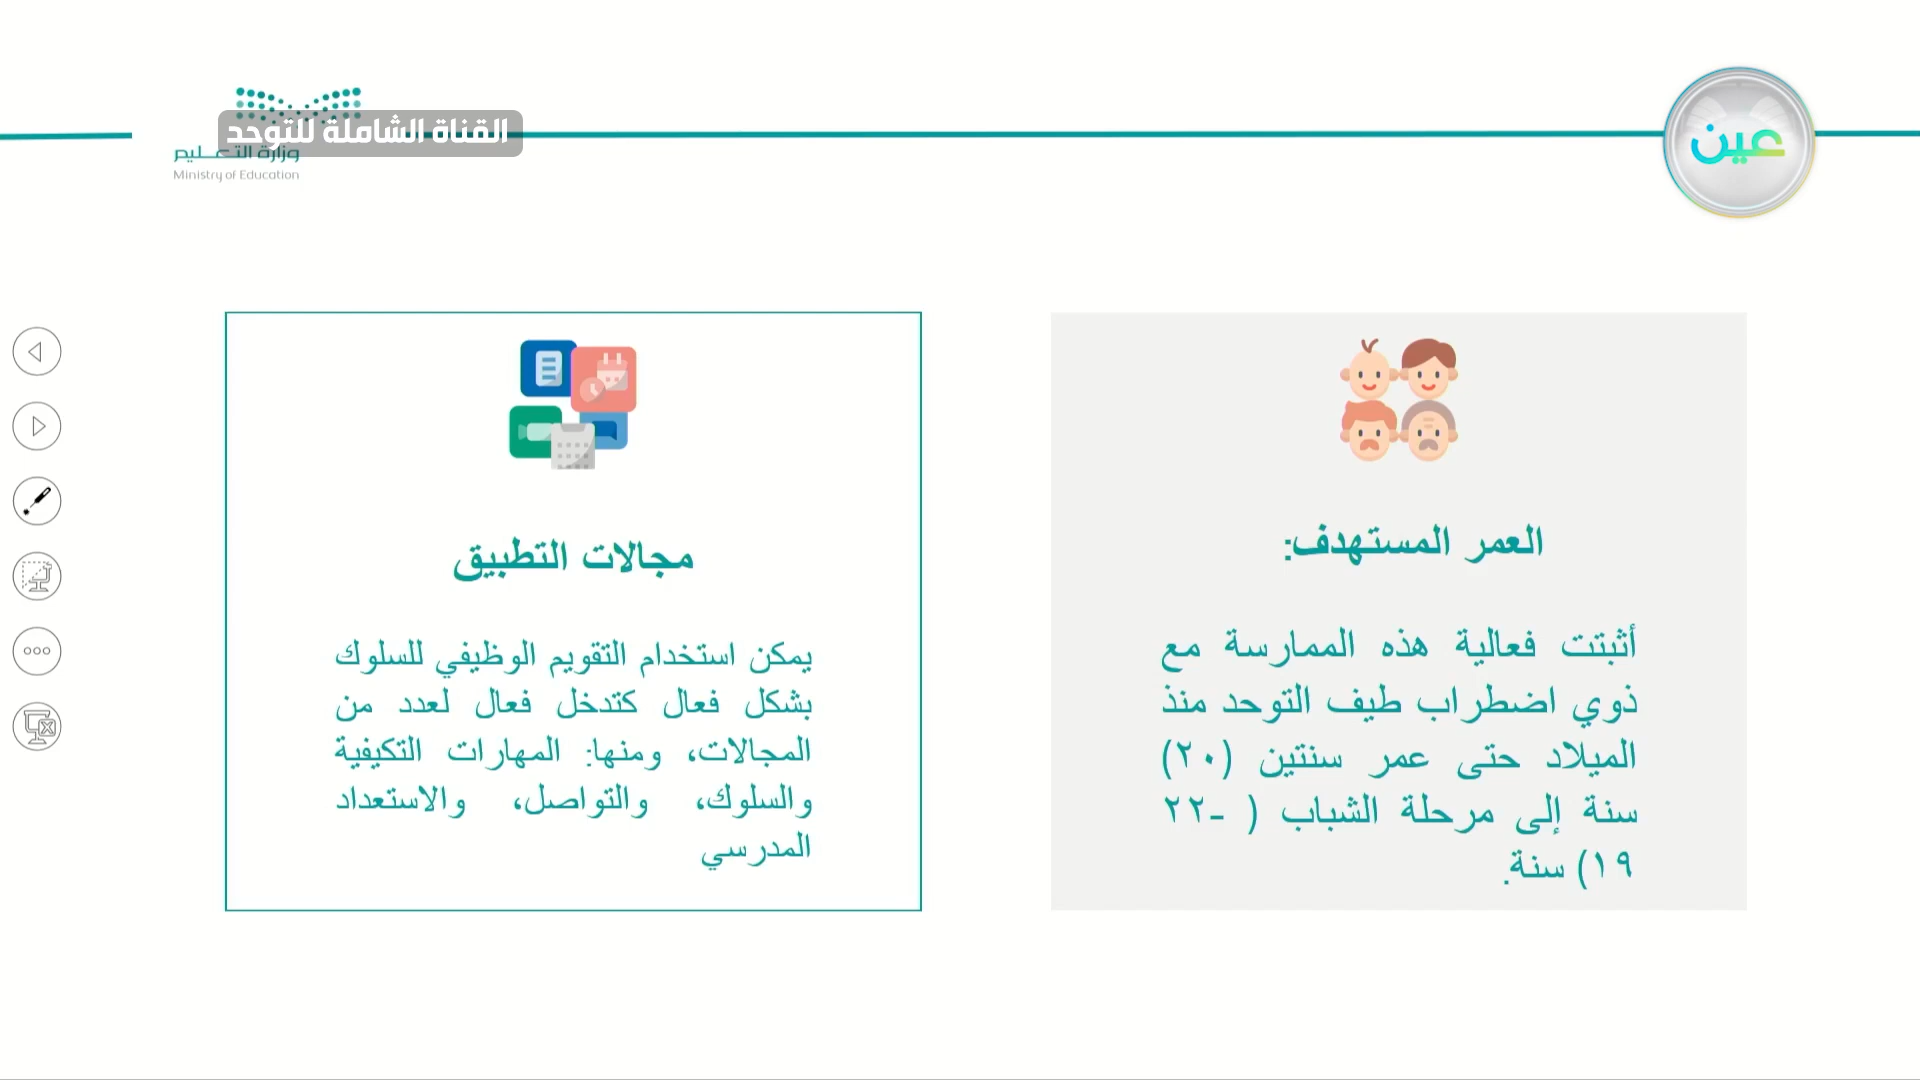 القناة الشاملة للتوحد
وزارة التعليم
Ministry of Education
عين
العمر المستهدف:
أثبتت فعالية هذه الممارسة مع
ذوي اضطراب طيف التوحد منذ
الميلاد حتى عمر سنتين (٢٠)
سنة إلى مرحلة الشباب ( -٢٢
١٩) سنة.
مجالات التطبيق
يمكن استخدام التقويم الوظيفي للسلوك
بشكل فعال كتدخل فعال لعدد من
المجالات، ومنها: المهارات التكيفية
والسلوك، والتواصل، والاستعداد
المدرسي